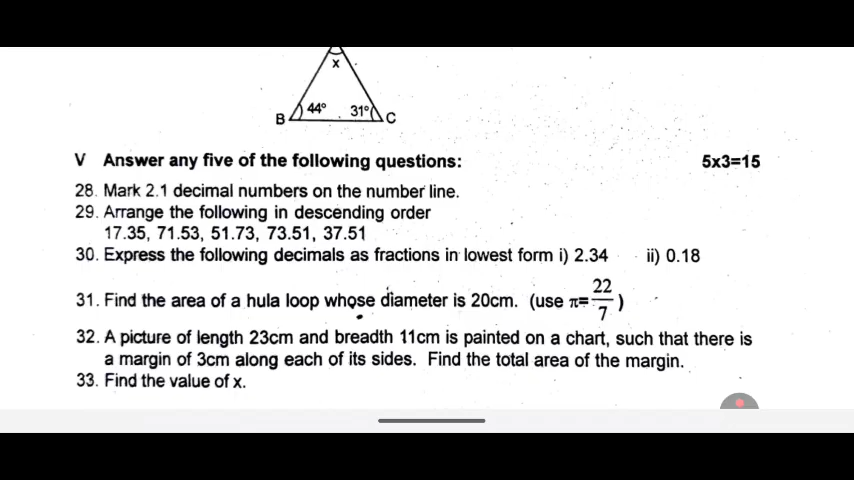 x
44°
31°
B
C
V Answer any five of the following questions:
5x3=15
28. Mark 2.1 decimal numbers on the number line.
29. Arrange the following in descending order
17.35, 71.53, 51.73, 73.51, 37.51
30. Express the following decimals as fractions in lowest form i) 2.34 ii) 0.18
31. Find the area of a hula loop whose diameter is 20cm. (use π=22/7)
32. A picture of length 23cm and breadth 11cm is painted on a chart, such that there is
a margin of 3cm along each of its sides. Find the total area of the margin.
33. Find the value of x.